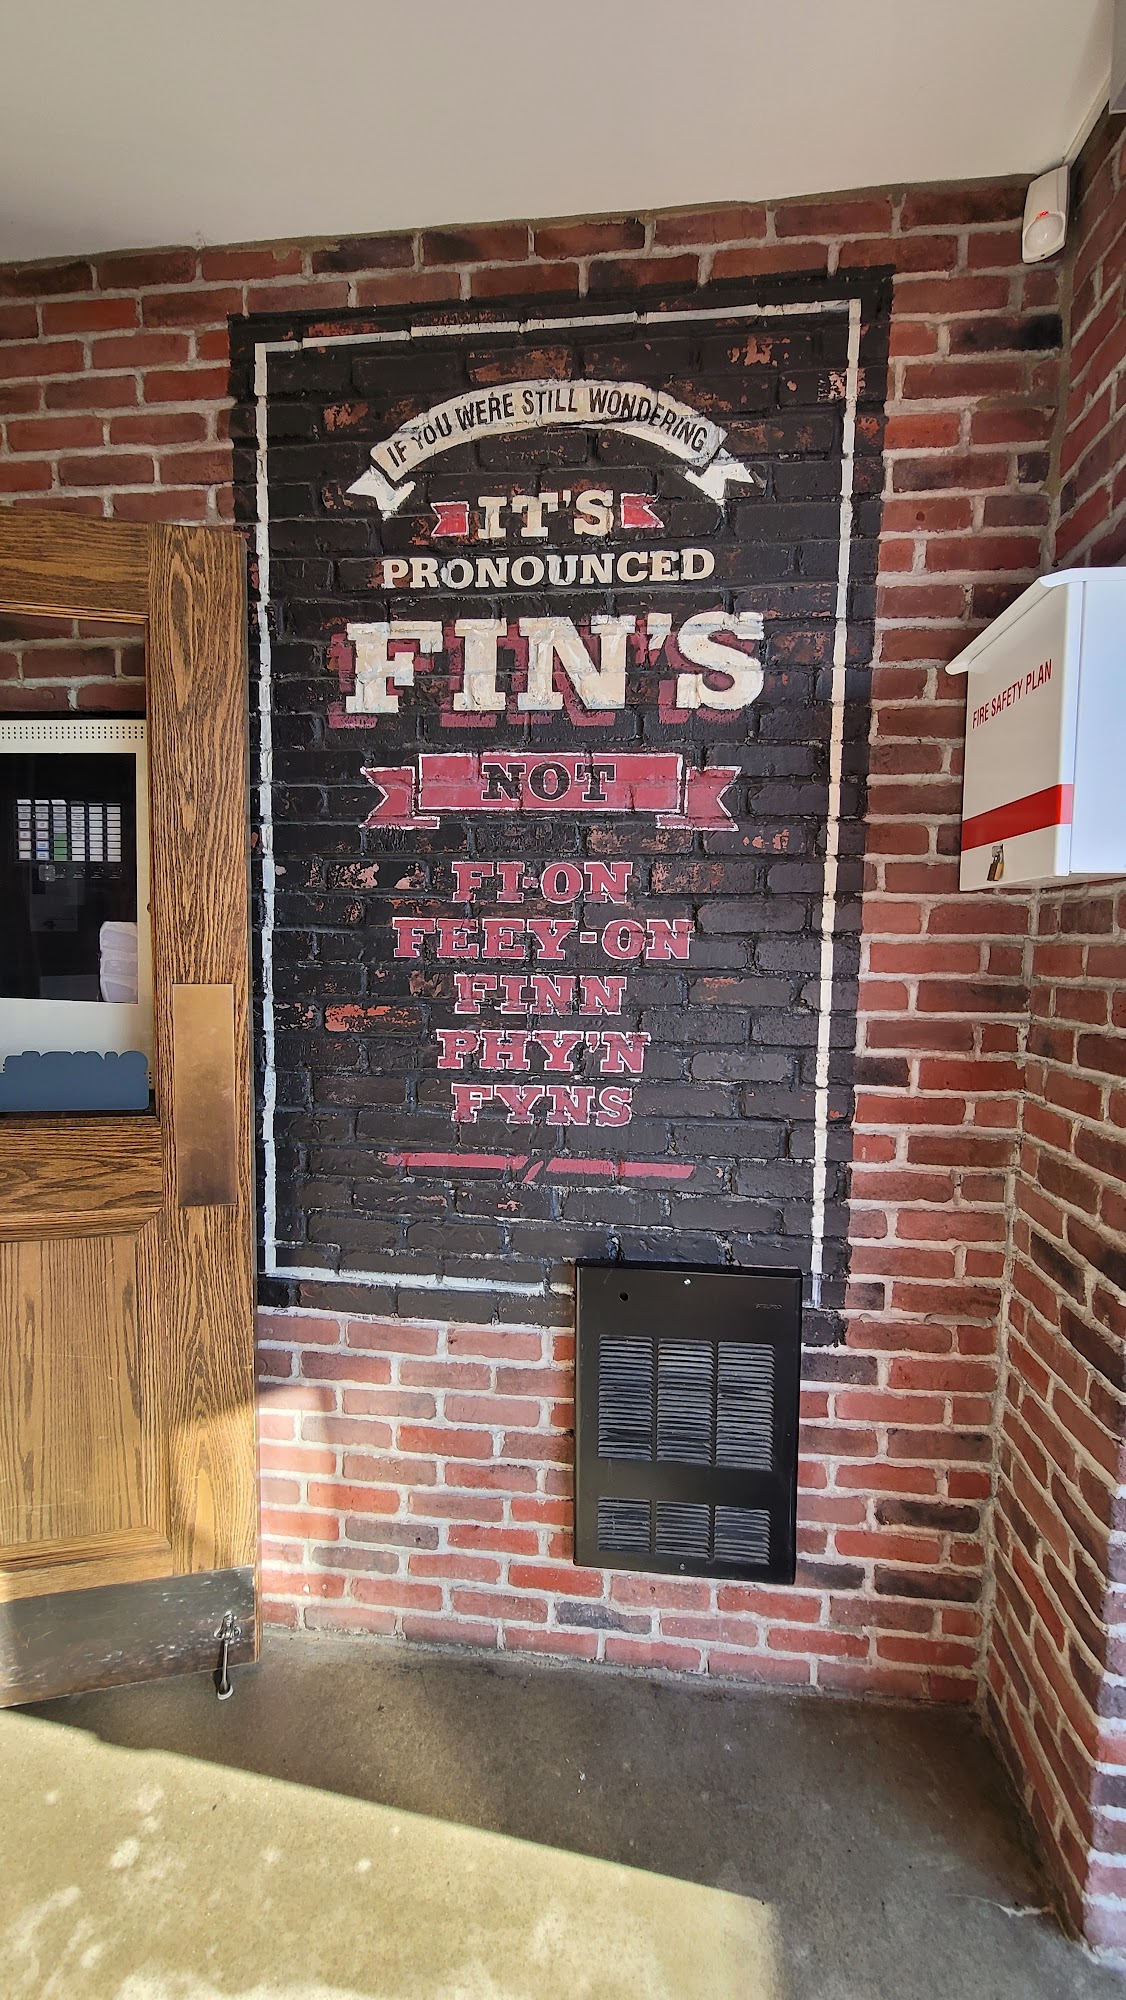 IF YOU WERE STILL WONDERING
IT'S
PRONOUNCED
FIN'S
NOT
FI-ON
FEEY-ON
FINN
PHY'N
FYNS
FIRE SAFETY PLAN